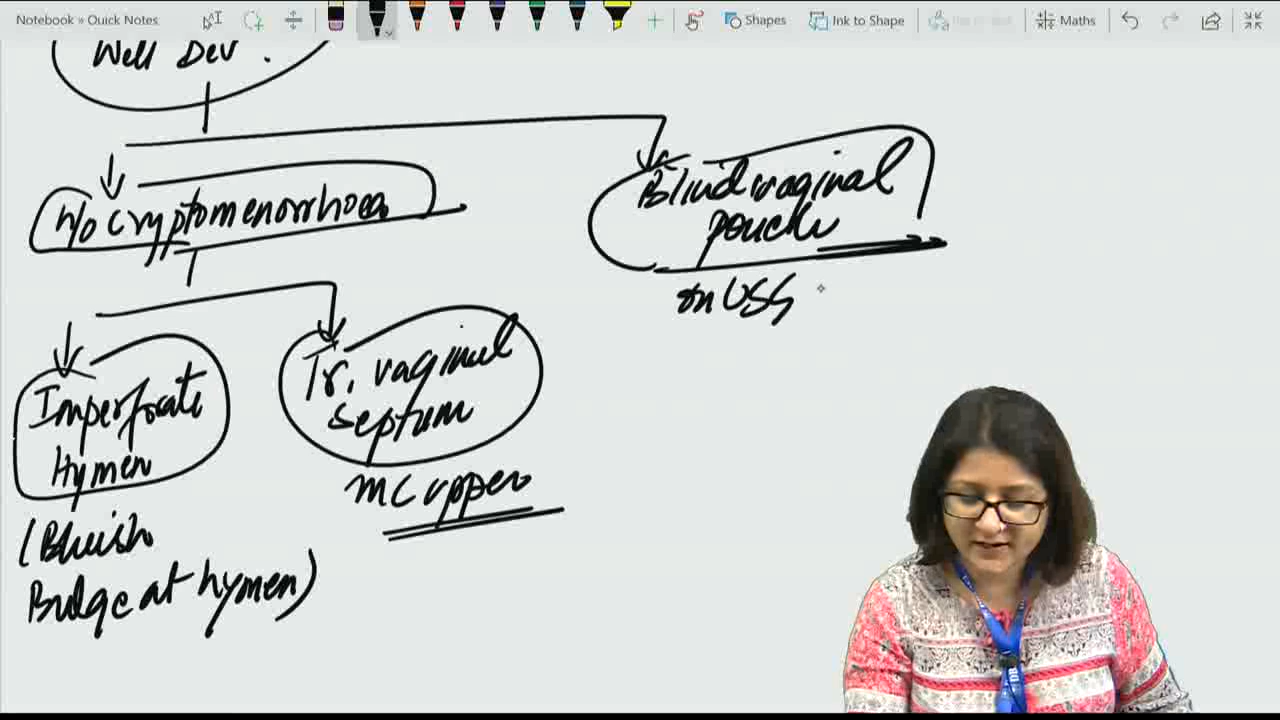 Notebook » Quick Notes
Shapes
Ink to Shape
Maths
Well Dev.
h/o Cryptomenorrhoea
Blind vaginal
pouch
on USG
Imperforate
Hymen
(Bluish
Bulge at hymen)
Tr. vaginal
septum
MC upper